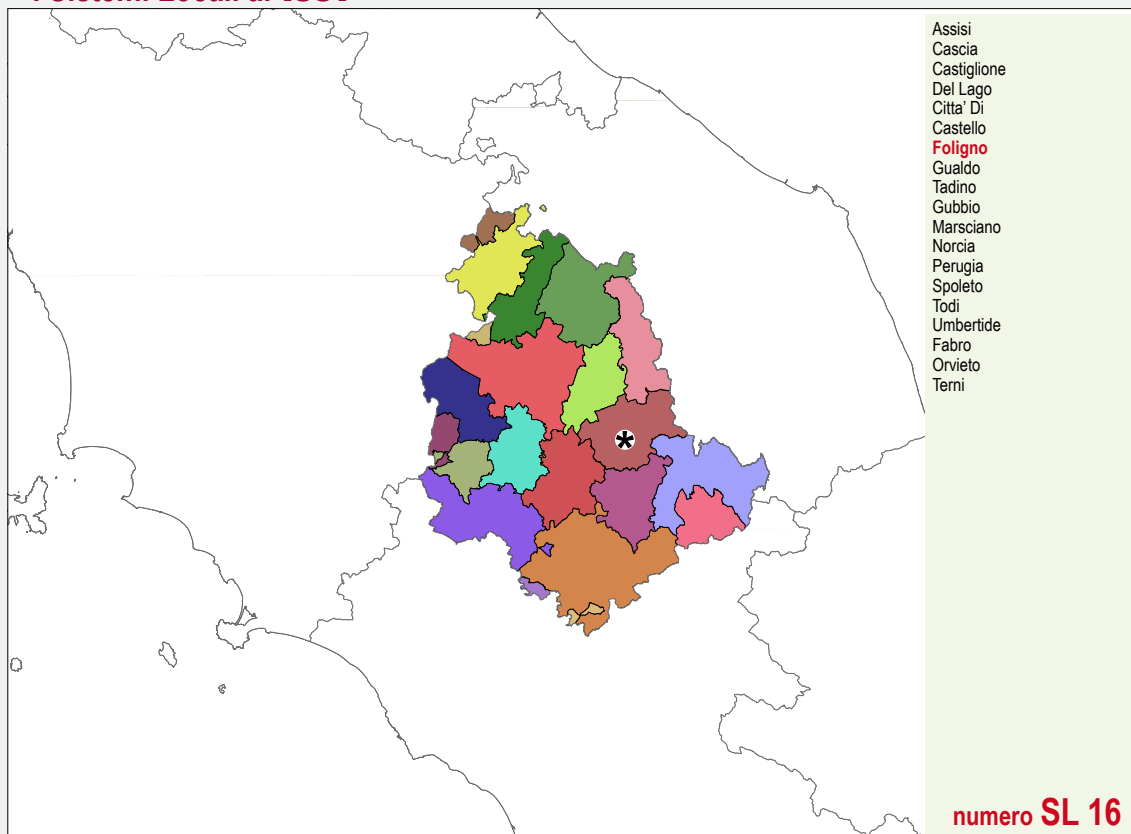 Assisi
Cascia
Castiglione
Del Lago
Citta' Di
Castello
Foligno
Gualdo
Tadino
Gubbio
Marsciano
Norcia
Perugia
Spoleto
Todi
Umbertide
Fabro
Orvieto
Terni
*
numero SL 16